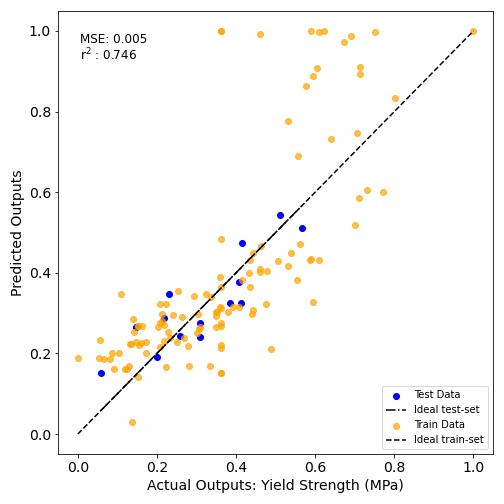 MSE: 0.005
r² : 0.746
1.0
0.8
0.6
0.4
0.2
0.0
Predicted Outputs
Test Data
Ideal test-set
Train Data
Ideal train-set
0.0 0.2 0.4 0.6 0.8 1.0
Actual Outputs: Yield Strength (MPa)